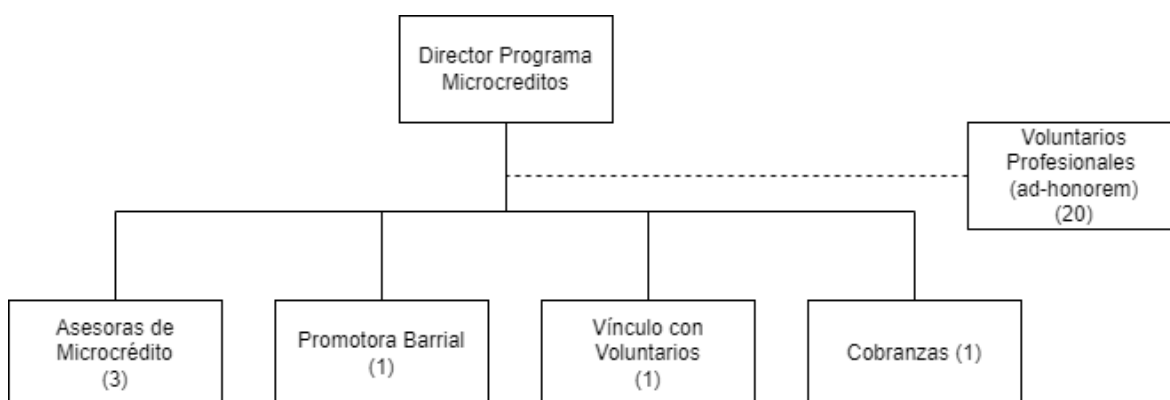 Director Programa
Microcreditos
Voluntarios
Profesionales
(ad-honorem)
(20)
Asesoras de
Microcrédito
(3)
Promotora Barrial
(1)
Vínculo con
Voluntarios
(1)
Cobranzas (1)